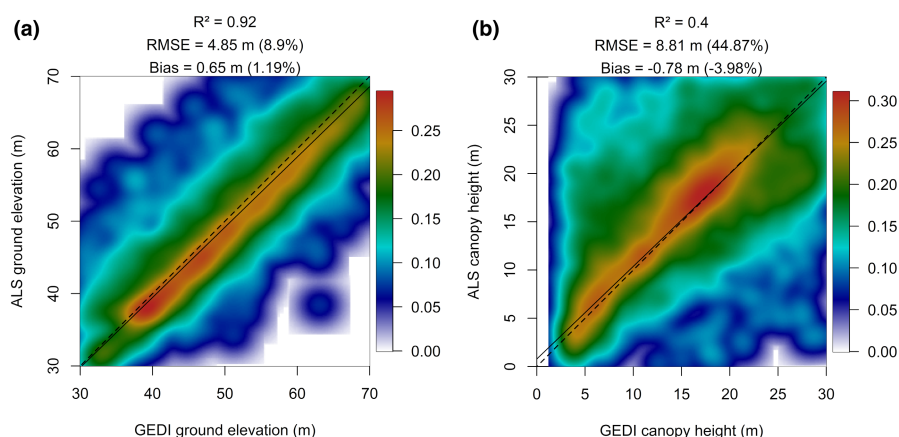 (a)
R² = 0.92
RMSE = 4.85 m (8.9%)
Bias = 0.65 m (1.19%)
ALS ground elevation (m)
70
60
50
40
30
30 40 50 60 70
GEDI ground elevation (m)
0.25
0.20
0.15
0.10
0.05
0.00
(b)
R² = 0.4
RMSE = 8.81 m (44.87%)
Bias = -0.78 m (-3.98%)
ALS canopy height (m)
30
25
20
15
10
5
0
0 5 10 15 20 25 30
GEDI canopy height (m)
0.30
0.25
0.20
0.15
0.10
0.05
0.00